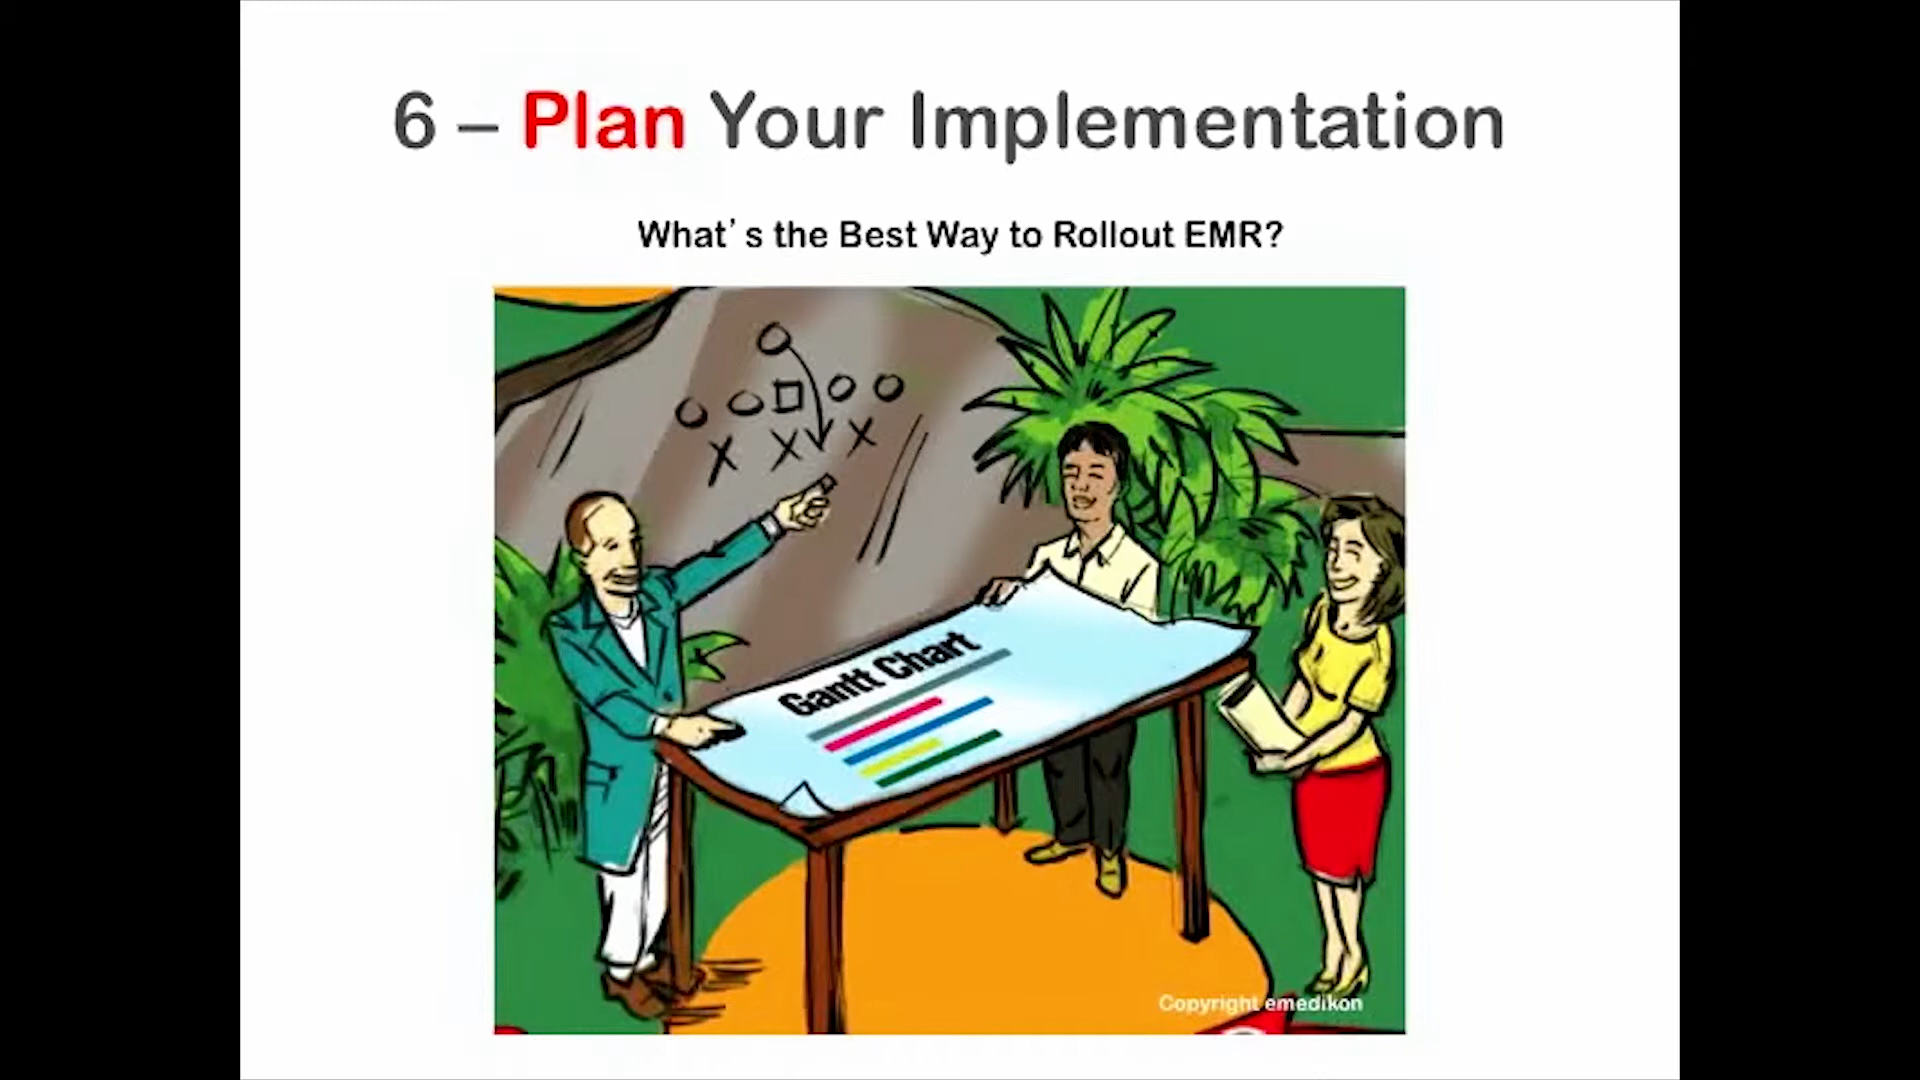 6 – Plan Your Implementation
What's the Best Way to Rollout EMR?
Gantt Chart
Copyright emedikon